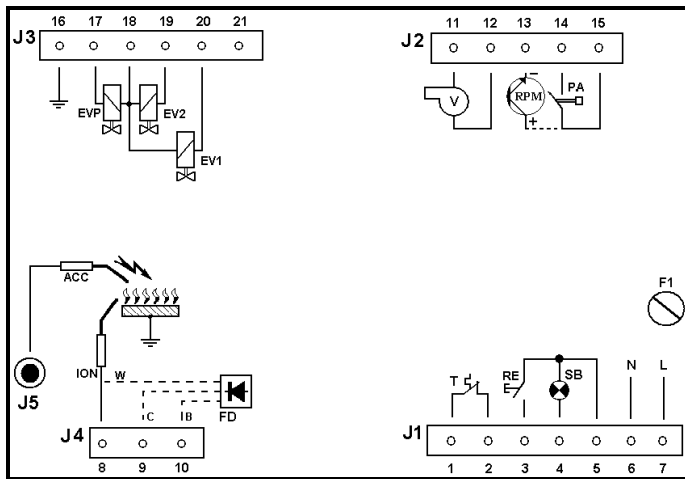 16 17 18 19 20 21
J3
EVP
EV2
EV1
11 12 13 14 15
J2
V
RPM
−
+
PA
ACC
ION
W
C
B
FD
J5
J4
8 9 10
F1
T
RE
SB
N
L
J1
1 2 3 4 5 6 7